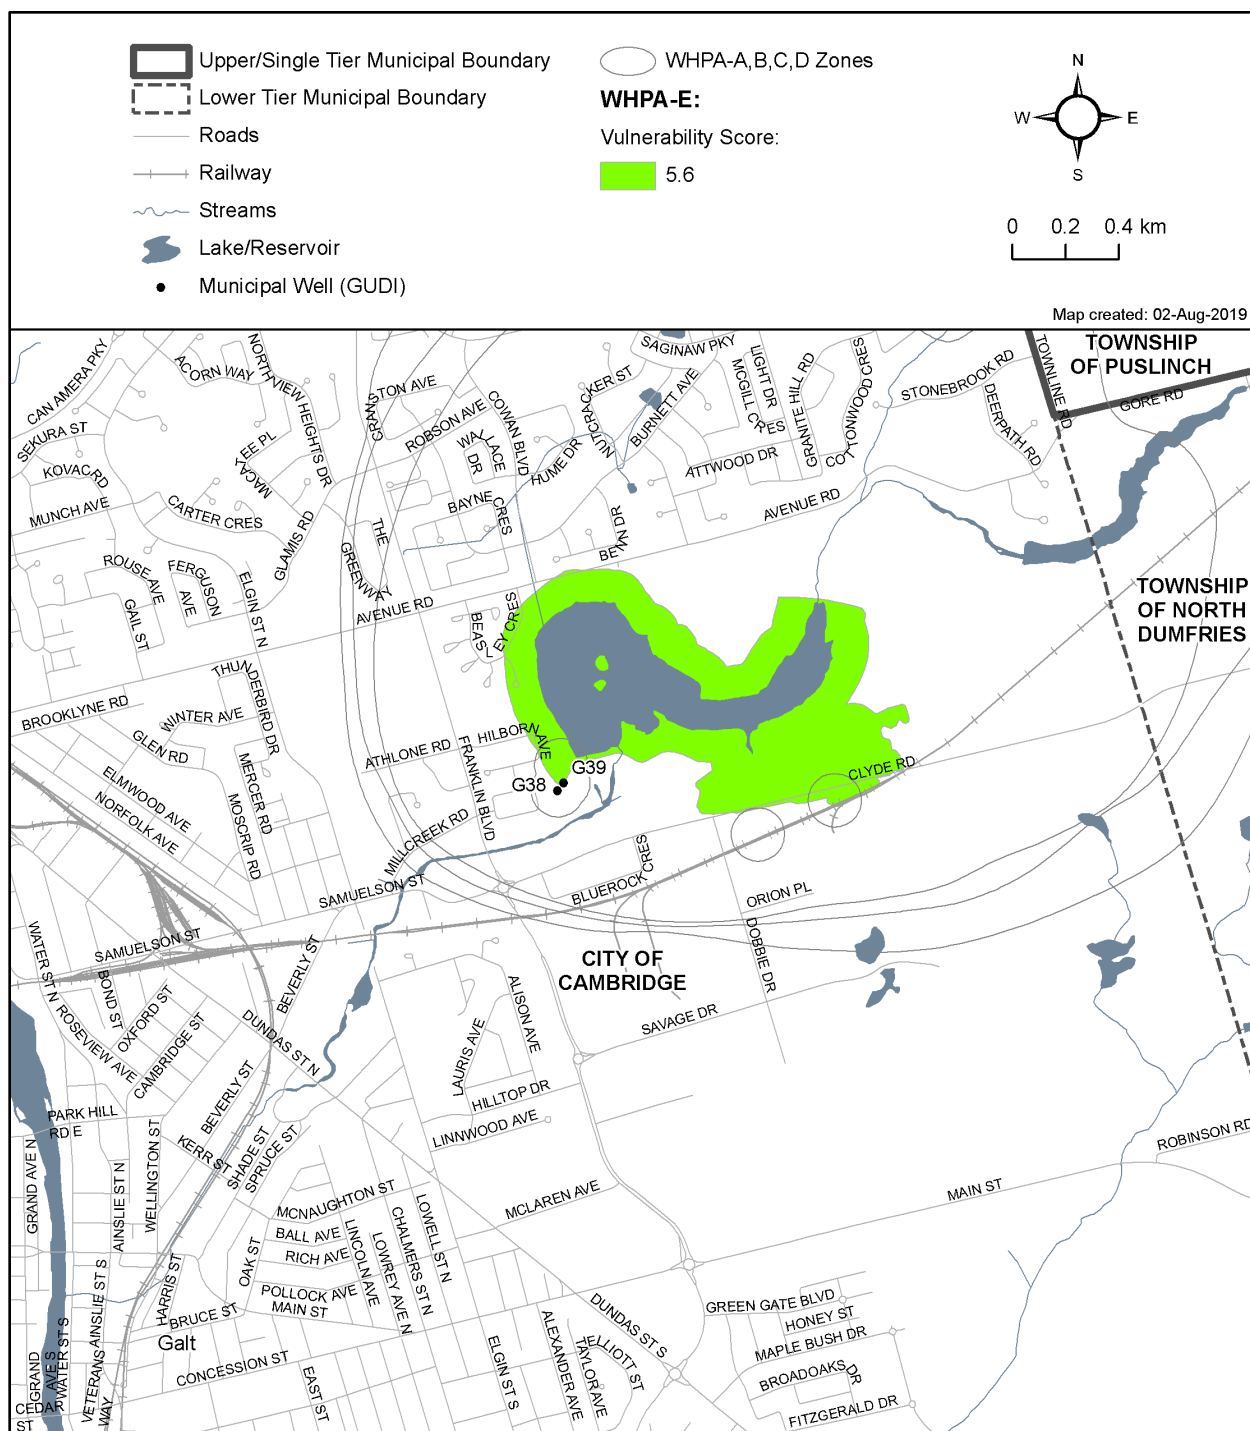 Upper/Single Tier Municipal Boundary
Lower Tier Municipal Boundary
Roads
Railway
Streams
Lake/Reservoir
Municipal Well (GUDI)
WHPA-A,B,C,D Zones
WHPA-E:
Vulnerability Score:
5.6
N
W
E
S
0 0.2 0.4 km
Map created: 02-Aug-2019
TOWNSHIP
OF PUSLINCH
TOWNLINE RD
GORE RD
CAN AMERA PKY
ACORN WAY
NORTHVIEW HEIGHTS DR
CRANSTON AVE
ROBSON AVE
COWAN BLVD
NUTCRACKER ST
BURNETT AVE
SAGINAW PKY
LIGHT DR
MCGILL CRES
GRANITE HILL RD
COTTONWOOD CRES
STONEBROOK RD
DEERPATH RD
SEKURA ST
KOVAC RD
MACATEE PL
WALLACE DR
HUME DR
ATTWOOD DR
MUNCH AVE
CARTER CRES
GLAMIS RD
BAYNE CRES
AVENUE RD
THE GREENWAY
BEVN DR
ROUSE AVE
FERGUSON AVE
ELGIN ST N
GAIL ST
AVENUE RD
BEASLEY CRES
TOWNSHIP
OF NORTH
DUMFRIES
BROOKLYNE RD
THUNDERBIRD DR
WINTER AVE
GLEN RD
ATHLONE RD
HILBORN AVE
FRANKLIN BLVD
ELMWOOD AVE
NORFOLK AVE
MERCER RD
MOSCRIP RD
G39
G38
CLYDE RD
MILLCREEK RD
SAMUELSON ST
BLUEROCK CRES
ORION PL
DOBBIE DR
SAMUELSON ST
WATER ST N
BOND ST
OXFORD ST
BEVERLY ST
CITY OF
CAMBRIDGE
ALISON AVE
LAURIS AVE
SAVAGE DR
ROSEVIEW AVE
CAMBRIDGE ST
DUNDAS ST N
BEVERLY ST
HILLTOP DR
LINNWOOD AVE
PARK HILL
RD E
KERR ST
SHADE ST
SPRUCE ST
ROBINSON RD
GRAND AVE N
AINSLIE ST N
WELLINGTON ST
MCNAUGHTON ST
MCLAREN AVE
MAIN ST
BALL AVE
RICH AVE
LINCOLN AVE
LOWREY AVE N
CHALMERS ST N
LOWELL ST N
OAK ST
POLLOCK AVE
MAIN ST
HARRIS ST
BRUCE ST
Galt
AINSLIE ST S
WATER ST S
GRAND AVE S
VETERANS WAY
CEDAR
ST
CONCESSION ST
EAST ST
ELGIN ST S
ALEXANDER AVE
TAYLOR AVE
ELLIOTT ST
DUNDAS ST S
GREEN GATE BLVD
HONEY ST
MAPLE BUSH DR
BROADOAKS DR
FITZGERALD DR